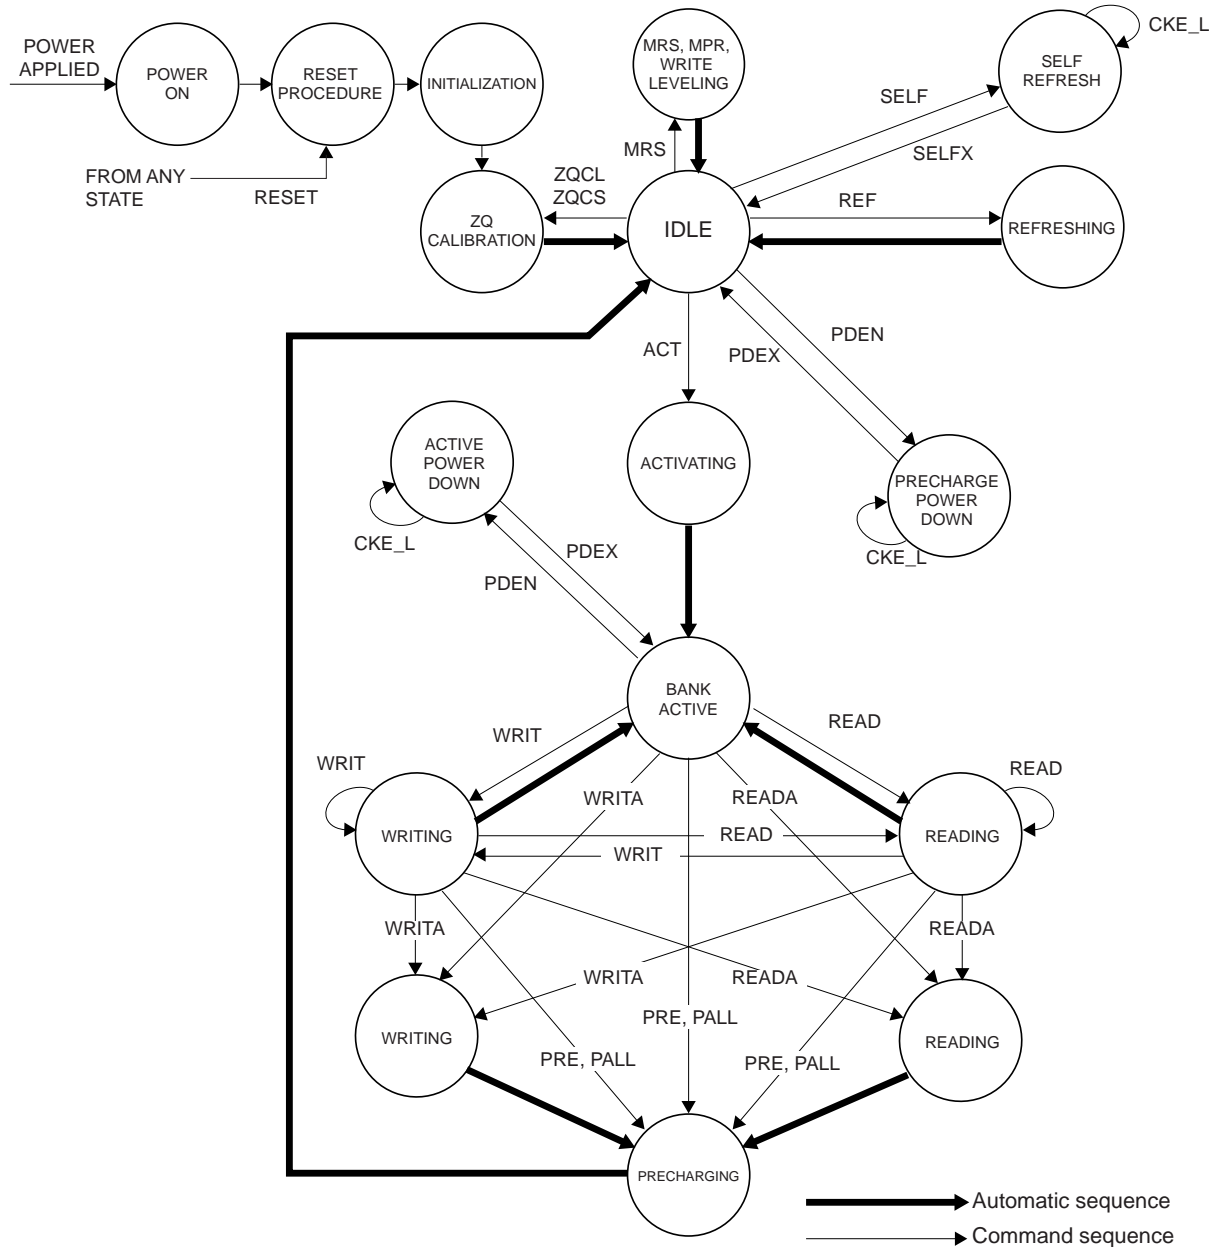 POWER
APPLIED
POWER
ON
RESET
PROCEDURE
INITIALIZATION
MRS, MPR,
WRITE
LEVELING
SELF
REFRESH
CKE_L
FROM ANY
STATE
RESET
MRS
SELF
SELFX
ZQCL
ZQCS
ZQ
CALIBRATION
IDLE
REF
REFRESHING
ACT
PDEX
PDEN
ACTIVE
POWER
DOWN
CKE_L
ACTIVATING
PRECHARGE
POWER
DOWN
CKE_L
PDEX
PDEN
BANK
ACTIVE
WRIT
READ
WRIT
READ
WRITA
READA
WRITING
READ
READING
WRIT
WRITA
READA
WRITA
READA
PRE, PALL
WRITING
READING
PRE, PALL
PRE, PALL
PRECHARGING
Automatic sequence
Command sequence